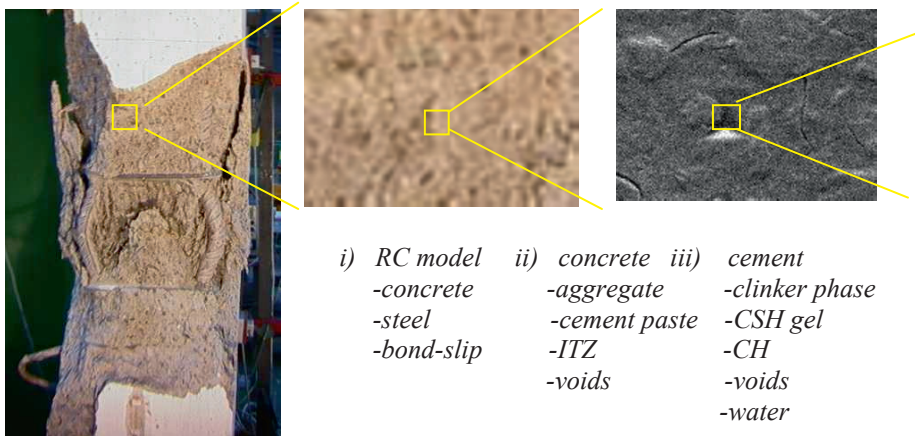 i) RC model ii) concrete iii) cement
-concrete -aggregate -clinker phase
-steel -cement paste -CSH gel
-bond-slip -ITZ -CH
-voids -voids
-water